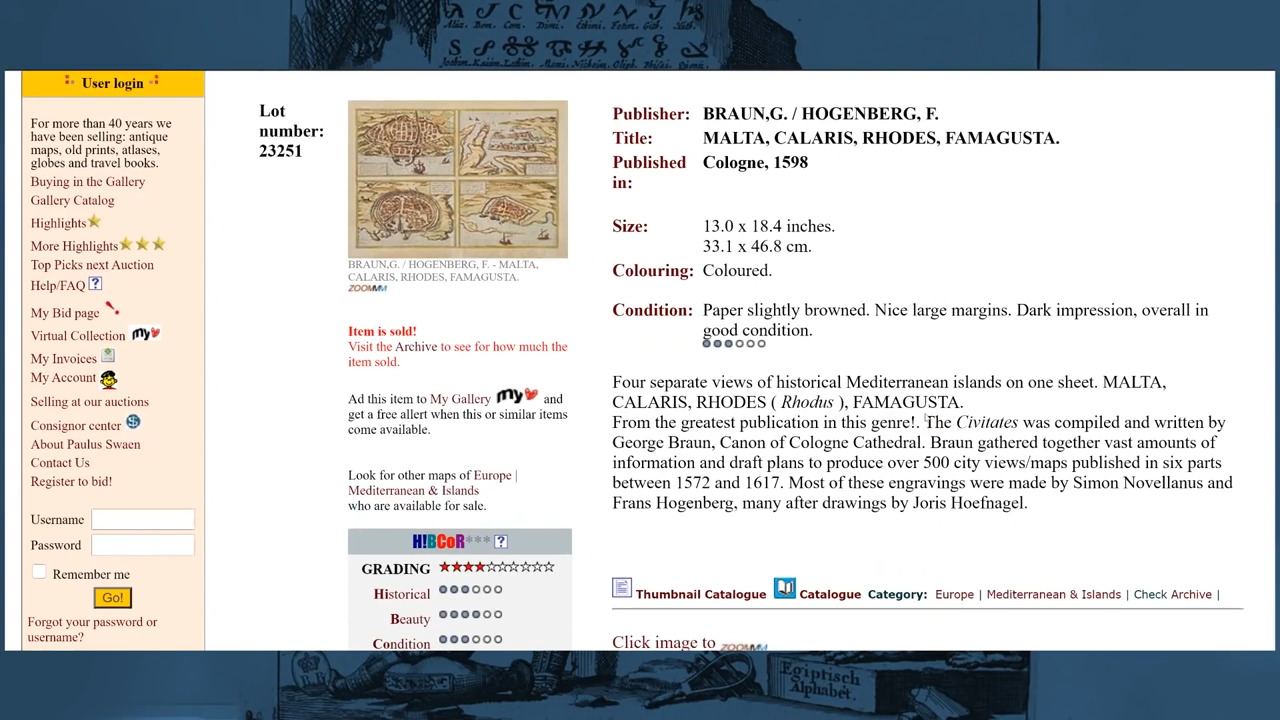 User login
For more than 40 years we
have been selling: antique
maps, old prints, atlases,
globes and travel books.
Buying in the Gallery
Gallery Catalog
Highlights
More Highlights
Top Picks next Auction
Help/FAQ ?
My Bid page
Virtual Collection my
My Invoices
My Account
Selling at our auctions
Consignor center
About Paulus Swaen
Contact Us
Register to bid!
Username
Password
Remember me
Go!
Forgot your password or
username?
Lot
number:
23251
BRAUN,G. / HOGENBERG, F. - MALTA,
CALARIS, RHODES, FAMAGUSTA.
ZOOMMM
Item is sold!
Visit the Archive to see for how much the
item sold.
Ad this item to My Gallery my and
get a free alert when this or similar items
come available.
Look for other maps of Europe |
Mediterranean & Islands
who are available for sale.
H!BCoR*** ?
GRADING
Historical
Beauty
Condition
Publisher: BRAUN,G. / HOGENBERG, F.
Title: MALTA, CALARIS, RHODES, FAMAGUSTA.
Published Cologne, 1598
in:
Size: 13.0 x 18.4 inches.
33.1 x 46.8 cm.
Colouring: Coloured.
Condition: Paper slightly browned. Nice large margins. Dark impression, overall in
good condition.
Four separate views of historical Mediterranean islands on one sheet. MALTA,
CALARIS, RHODES ( Rhodus ), FAMAGUSTA.
From the greatest publication in this genre!. The Civitates was compiled and written by
George Braun, Canon of Cologne Cathedral. Braun gathered together vast amounts of
information and draft plans to produce over 500 city views/maps published in six parts
between 1572 and 1617. Most of these engravings were made by Simon Novellanus and
Frans Hogenberg, many after drawings by Joris Hoefnagel.
Thumbnail Catalogue Catalogue Category: Europe | Mediterranean & Islands | Check Archive |
Click image to ZOOMMM
Egiptisch
Alphabet.